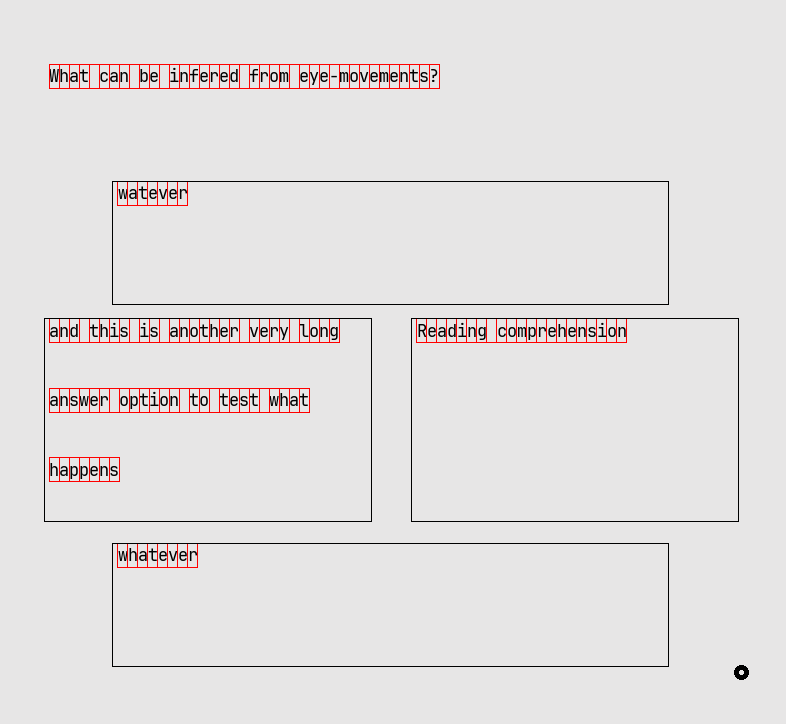 What can be infered from eye-movements?
watever
and this is another very long
answer option to test what
happens
Reading comprehension
whatever